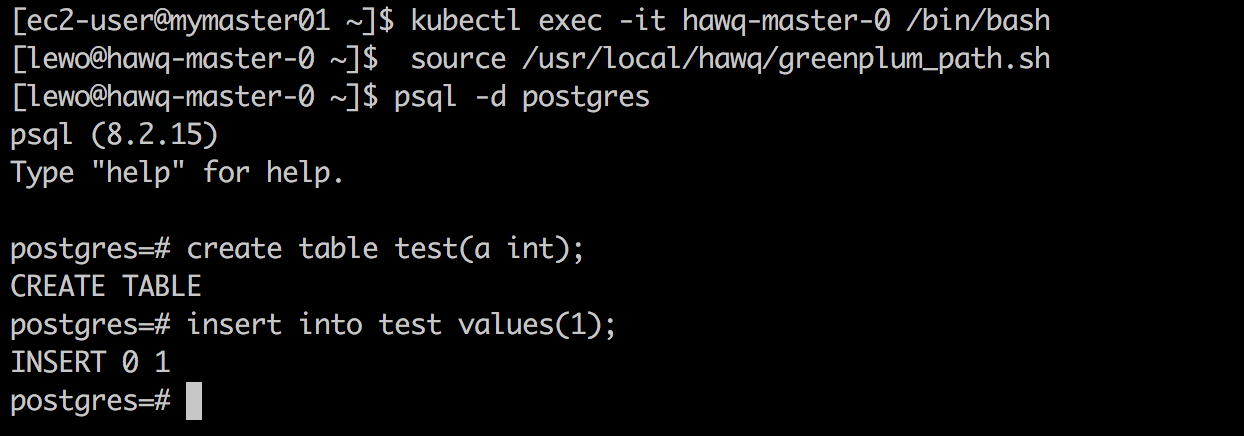 [ec2-user@mymaster01 ~]$ kubectl exec -it hawq-master-0 /bin/bash
[lewo@hawq-master-0 ~]$  source /usr/local/hawq/greenplum_path.sh
[lewo@hawq-master-0 ~]$ psql -d postgres
psql (8.2.15)
Type "help" for help.
postgres=# create table test(a int);
CREATE TABLE
postgres=# insert into test values(1);
INSERT 0 1
postgres=#